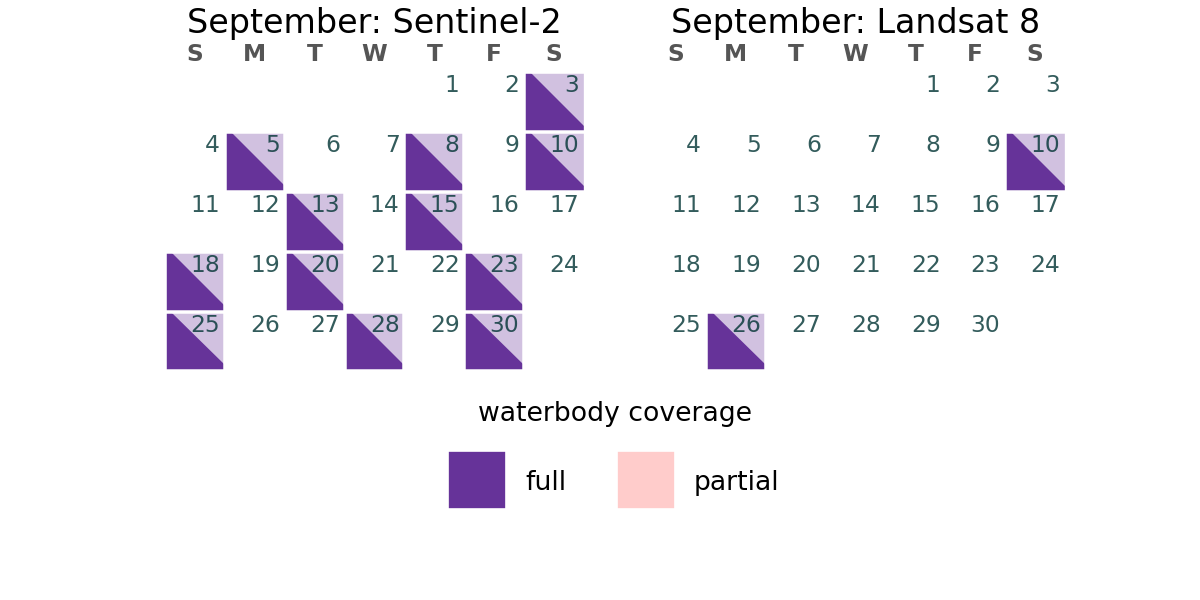 September: Sentinel-2
S M T W T F S
1 2 3
4 5 6 7 8 9 10
11 12 13 14 15 16 17
18 19 20 21 22 23 24
25 26 27 28 29 30
September: Landsat 8
S M T W T F S
1 2 3
4 5 6 7 8 9 10
11 12 13 14 15 16 17
18 19 20 21 22 23 24
25 26 27 28 29 30
waterbody coverage
full partial